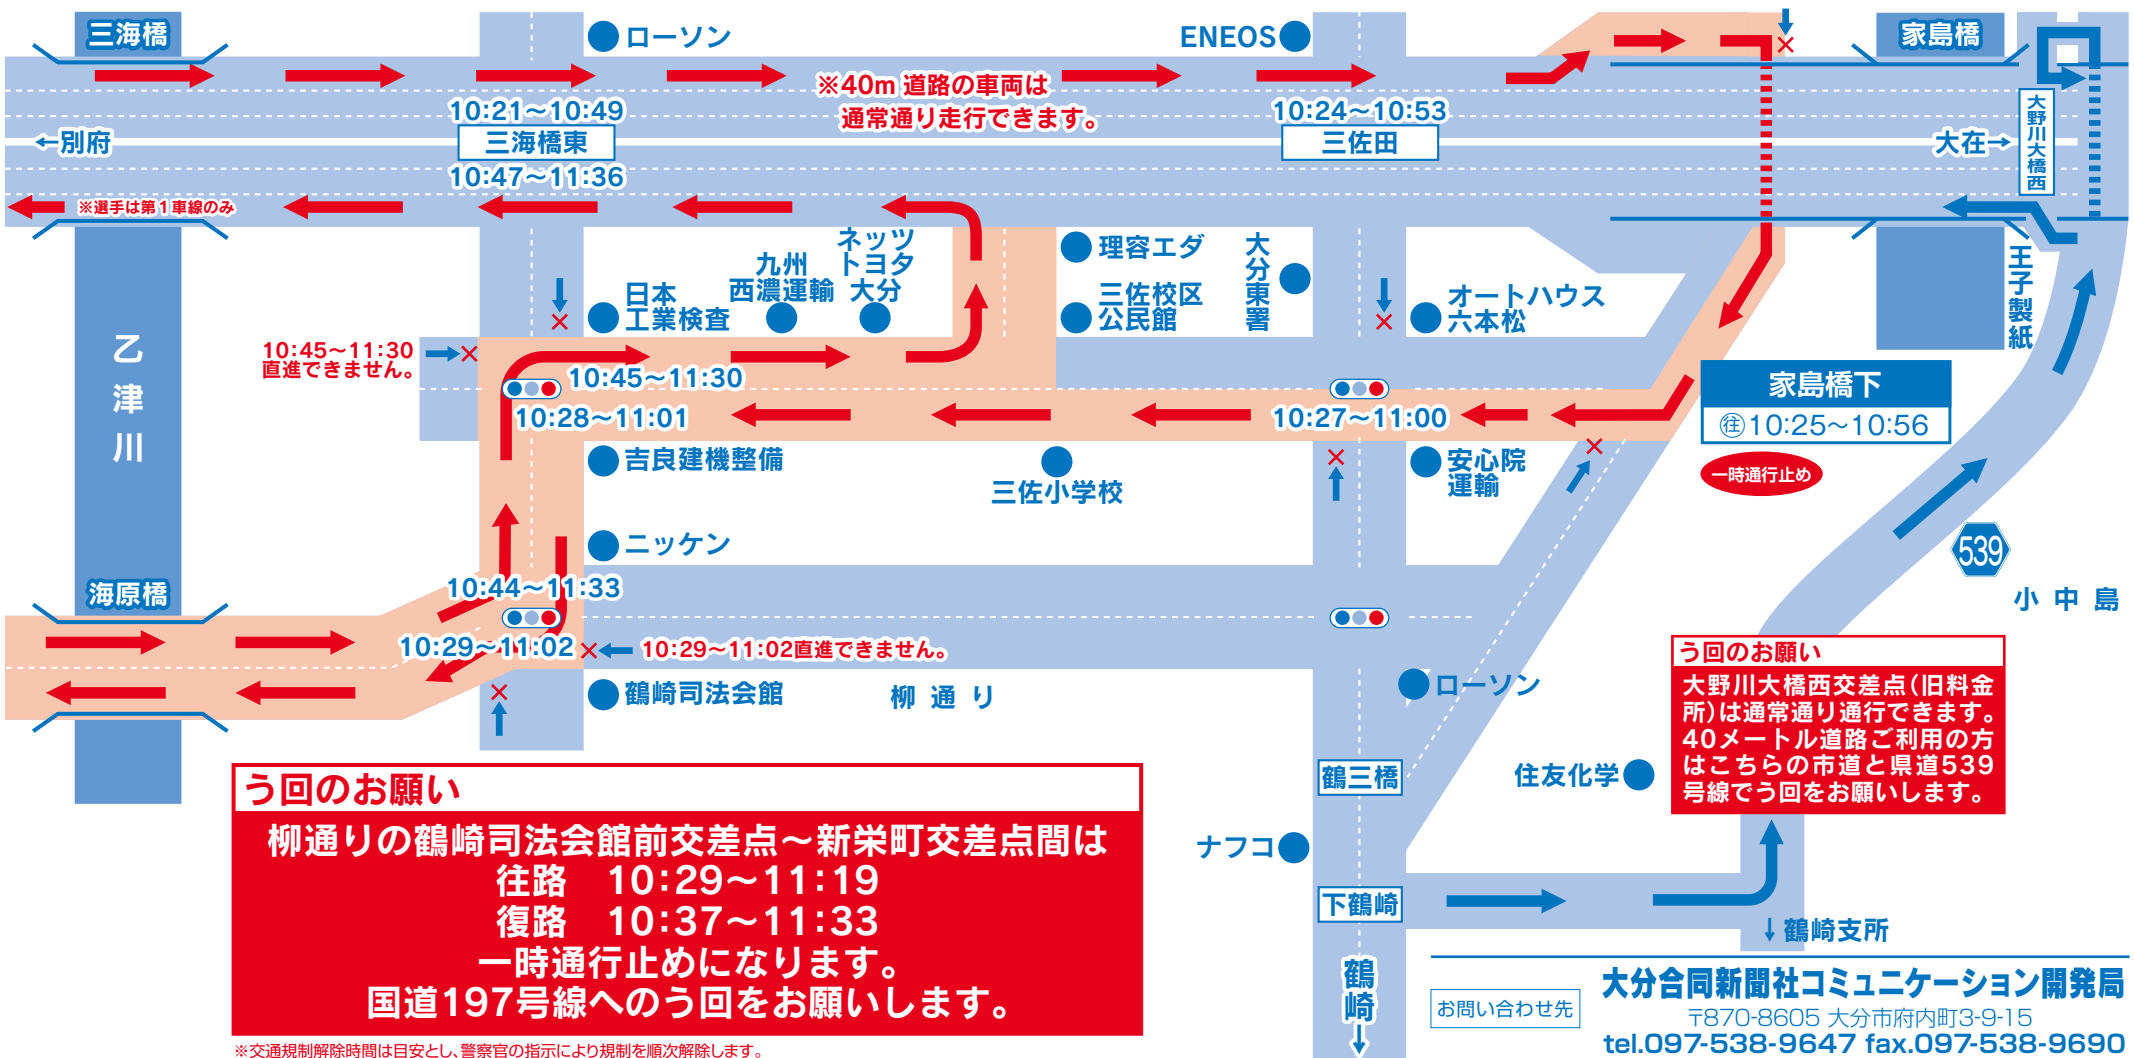 三海橋
ローソン
ENEOS
家島橋
※40m 道路の車両は
通常通り走行できます。
10:21〜10:49
三海橋東
10:47〜11:36
10:24〜10:53
三佐田
←別府
大在→
大野川大橋西
※選手は第1車線のみ
乙津川
日本
工業検査
九州
西濃運輸
ネッツ
トヨタ
大分
理容エダ
三佐校区
公民館
大分東署
オートハウス
六本松
王子製紙
10:45〜11:30
直進できません。
10:45〜11:30
10:28〜11:01
10:27〜11:00
家島橋下
㊟10:25〜10:56
一時通行止め
吉良建機整備
三佐小学校
安心院
運輸
ニッケン
539
小中島
海原橋
10:44〜11:33
10:29〜11:02
10:29〜11:02直進できません。
鶴崎司法会館
柳通り
ローソン
う回のお願い
大野川大橋西交差点(旧料金
所)は通常通り通行できます。
40メートル道路ご利用の方
はこちらの市道と県道539
号線でう回をお願いします。
鶴三橋
住友化学
ナフコ
下鶴崎
↓鶴崎支所
鶴崎↓
う回のお願い
柳通りの鶴崎司法会館前交差点〜新栄町交差点間は
往路 10:29〜11:19
復路 10:37〜11:33
一時通行止めになります。
国道197号線へのう回をお願いします。
※交通規制解除時間は目安とし、警察官の指示により規制を順次解除します。
お問い合わせ先
大分合同新聞社コミュニケーション開発局
〒870-8605 大分市府内町3-9-15
tel.097-538-9647 fax.097-538-9690